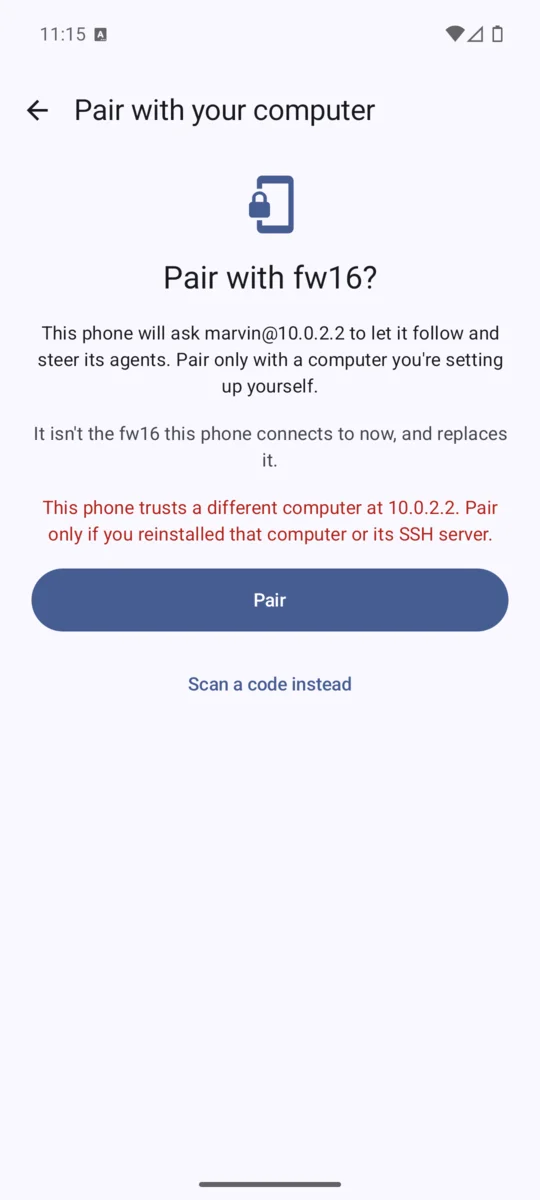 11:15
Pair with your computer
Pair with fw16?
This phone will ask marvin@10.0.2.2 to let it follow and
steer its agents. Pair only with a computer you're setting
up yourself.
It isn't the fw16 this phone connects to now, and replaces
it.
This phone trusts a different computer at 10.0.2.2. Pair
only if you reinstalled that computer or its SSH server.
Pair
Scan a code instead